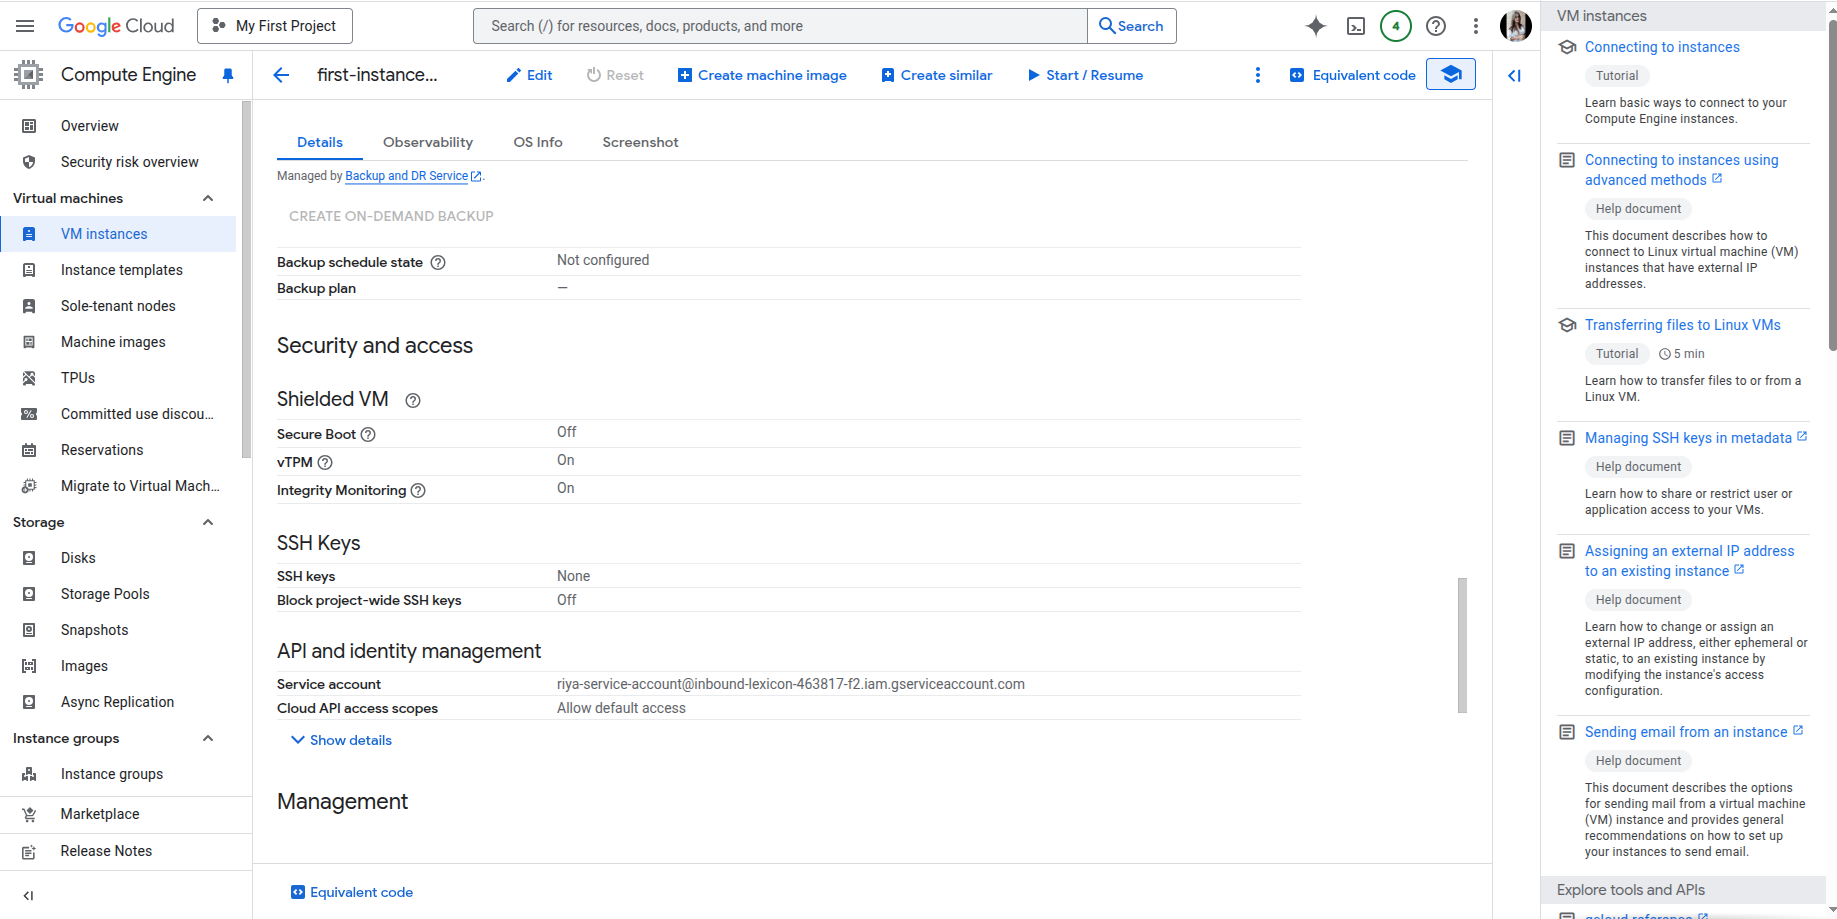 Google Cloud
My First Project
Search (/) for resources, docs, products, and more
Search
4
Compute Engine
first-instance...
Edit
Reset
Create machine image
Create similar
Start / Resume
Equivalent code
Overview
Security risk overview
Virtual machines
VM instances
Instance templates
Sole-tenant nodes
Machine images
TPUs
Committed use discou...
Reservations
Migrate to Virtual Mach...
Storage
Disks
Storage Pools
Snapshots
Images
Async Replication
Instance groups
Instance groups
Marketplace
Release Notes
Details
Observability
OS Info
Screenshot
Managed by Backup and DR Service.
CREATE ON-DEMAND BACKUP
Backup schedule state Not configured
Backup plan —
Security and access
Shielded VM
Secure Boot Off
vTPM On
Integrity Monitoring On
SSH Keys
SSH keys None
Block project-wide SSH keys Off
API and identity management
Service account riya-service-account@inbound-lexicon-463817-f2.iam.gserviceaccount.com
Cloud API access scopes Allow default access
Show details
Management
Equivalent code
VM instances
Connecting to instances
Tutorial
Learn basic ways to connect to your
Compute Engine instances.
Connecting to instances using
advanced methods
Help document
This document describes how to
connect to Linux virtual machine (VM)
instances that have external IP
addresses.
Transferring files to Linux VMs
Tutorial 5 min
Learn how to transfer files to or from a
Linux VM.
Managing SSH keys in metadata
Help document
Learn how to share or restrict user or
application access to your VMs.
Assigning an external IP address
to an existing instance
Help document
Learn how to change or assign an
external IP address, either ephemeral or
static, to an existing instance by
modifying the instance's access
configuration.
Sending email from an instance
Help document
This document describes the options
for sending mail from a virtual machine
(VM) instance and provides general
recommendations on how to set up
your instances to send email.
Explore tools and APIs
gcloud reference